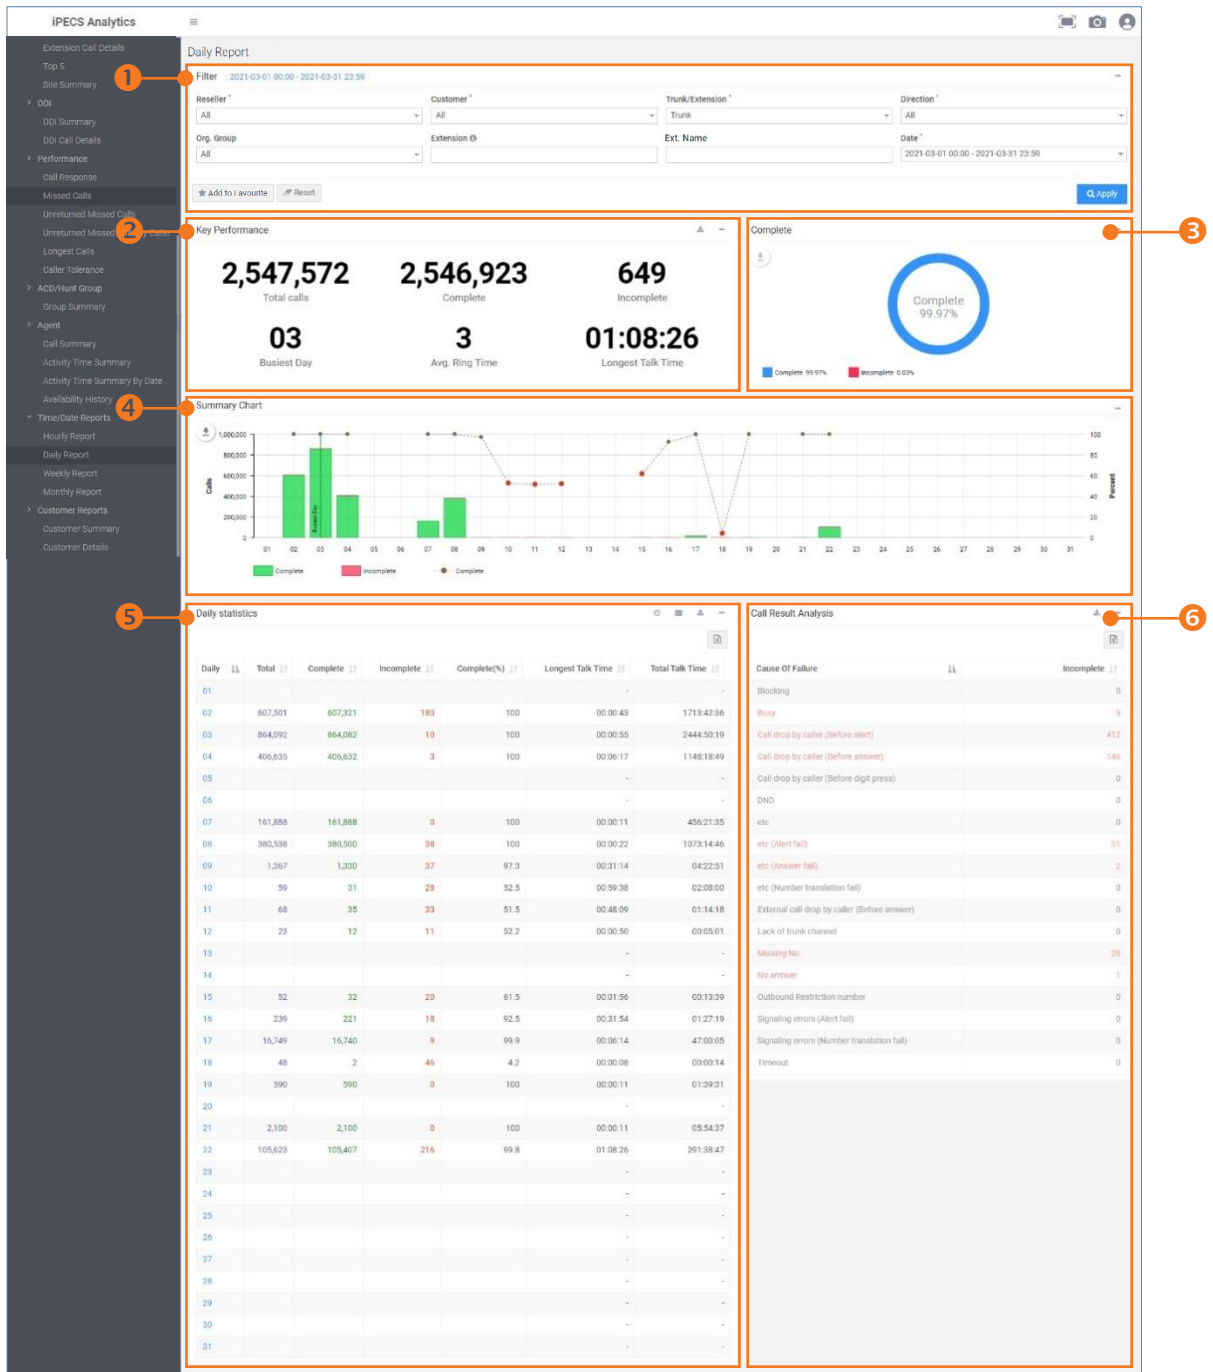 iPECS Analytics
Extension Call Details
Top 5
Site Summary
DDI
DDI Summary
DDI Call Details
Performance
Call Response
Missed Calls
Unreturned Missed Calls
Unreturned Missed Caller
Longest Calls
Caller Tolerance
ACD/Hunt Group
Group Summary
Agent
Call Summary
Activity Time Summary
Activity Time Summary By Date
Availability History
Time/Date Reports
Hourly Report
Daily Report
Weekly Report
Monthly Report
Customer Reports
Customer Summary
Customer Details
Daily Report
1
Filter : 2021-03-01 00:00 - 2021-03-31 23:59
Reseller * Customer * Trunk/Extension * Direction *
All All Trunk All
Org. Group Extension Ext. Name Date *
All 2021-03-01 00:00 - 2021-03-31 23:59
Add to Favourite Reset Apply
2
Key Performance
2,547,572 2,546,923 649
Total calls Complete Incomplete
03 3 01:08:26
Busiest Day Avg. Ring Time Longest Talk Time
3
Complete
Complete
99.97%
Complete 99.97% Incomplete 0.03%
4
Summary Chart
1,000,000 100
800,000 80
600,000 60
400,000 40
200,000 20
0 0
Calls
Percent
Busiest Day
01 02 03 04 05 06 07 08 09 10 11 12 13 14 15 16 17 18 19 20 21 22 23 24 25 26 27 28 29 30 31
Complete Incomplete Complete
5
Daily statistics
Daily Total Complete Incomplete Complete(%) Longest Talk Time Total Talk Time
01 - -
02 607,501 607,321 180 100 00:00:43 1713:42:36
03 864,092 864,082 10 100 00:00:55 2444:50:19
04 406,635 406,632 3 100 00:06:17 1148:18:49
05 - -
06 - -
07 161,888 161,888 0 100 00:00:11 456:21:35
08 380,538 380,500 38 100 00:00:22 1073:14:46
09 1,367 1,330 37 97.3 00:31:14 04:22:51
10 59 31 28 52.5 00:59:38 02:08:00
11 68 35 33 51.5 00:48:09 01:14:18
12 23 12 11 52.2 00:00:50 00:05:01
13 - -
14 - -
15 52 32 20 61.5 00:01:56 00:13:39
16 239 221 18 92.5 00:31:54 01:27:19
17 16,749 16,740 9 99.9 00:06:14 47:00:05
18 48 2 46 4.2 00:00:08 00:00:14
19 590 590 0 100 00:00:11 01:39:31
20 - -
21 2,100 2,100 0 100 00:00:11 05:54:37
22 105,623 105,407 216 99.8 01:08:26 291:38:47
23 - -
24 - -
25 - -
26 - -
27 - -
28 - -
29 - -
30 - -
31 - -
6
Call Result Analysis
Cause Of Failure Incomplete
Blocking 0
Busy 9
Call drop by caller (Before alert) 412
Call drop by caller (Before answer) 146
Call drop by caller (Before digit press) 0
DND 0
etc 0
etc (Alert fail) 51
etc (Answer fail) 2
etc (Number translation fail) 0
External call drop by caller (Before answer) 0
Lack of trunk channel 0
Missing No. 28
No answer 1
Outbound Restriction number 0
Signaling errors (Alert fail) 0
Signaling errors (Number translation fail) 0
Timeout 0